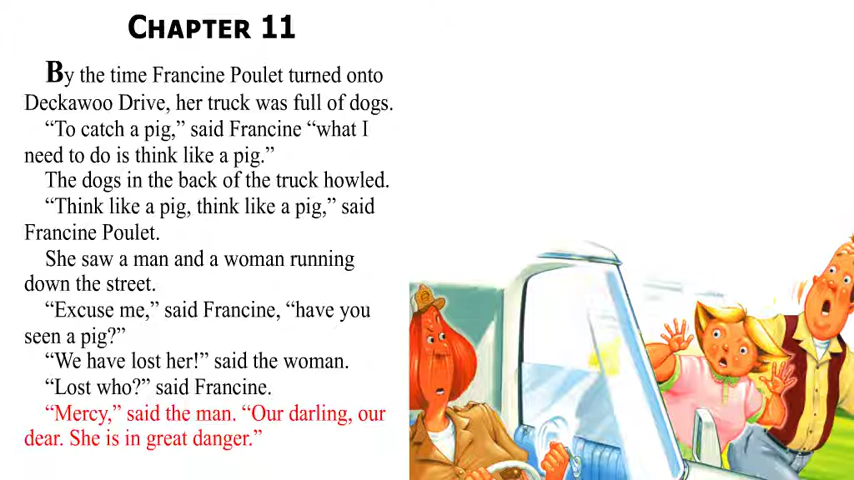 CHAPTER 11
By the time Francine Poulet turned onto
Deckawoo Drive, her truck was full of dogs.
“To catch a pig,” said Francine “what I
need to do is think like a pig.”
The dogs in the back of the truck howled.
“Think like a pig, think like a pig,” said
Francine Poulet.
She saw a man and a woman running
down the street.
“Excuse me,” said Francine, “have you
seen a pig?”
“We have lost her!” said the woman.
“Lost who?” said Francine.
“Mercy,” said the man. “Our darling, our
dear. She is in great danger.”